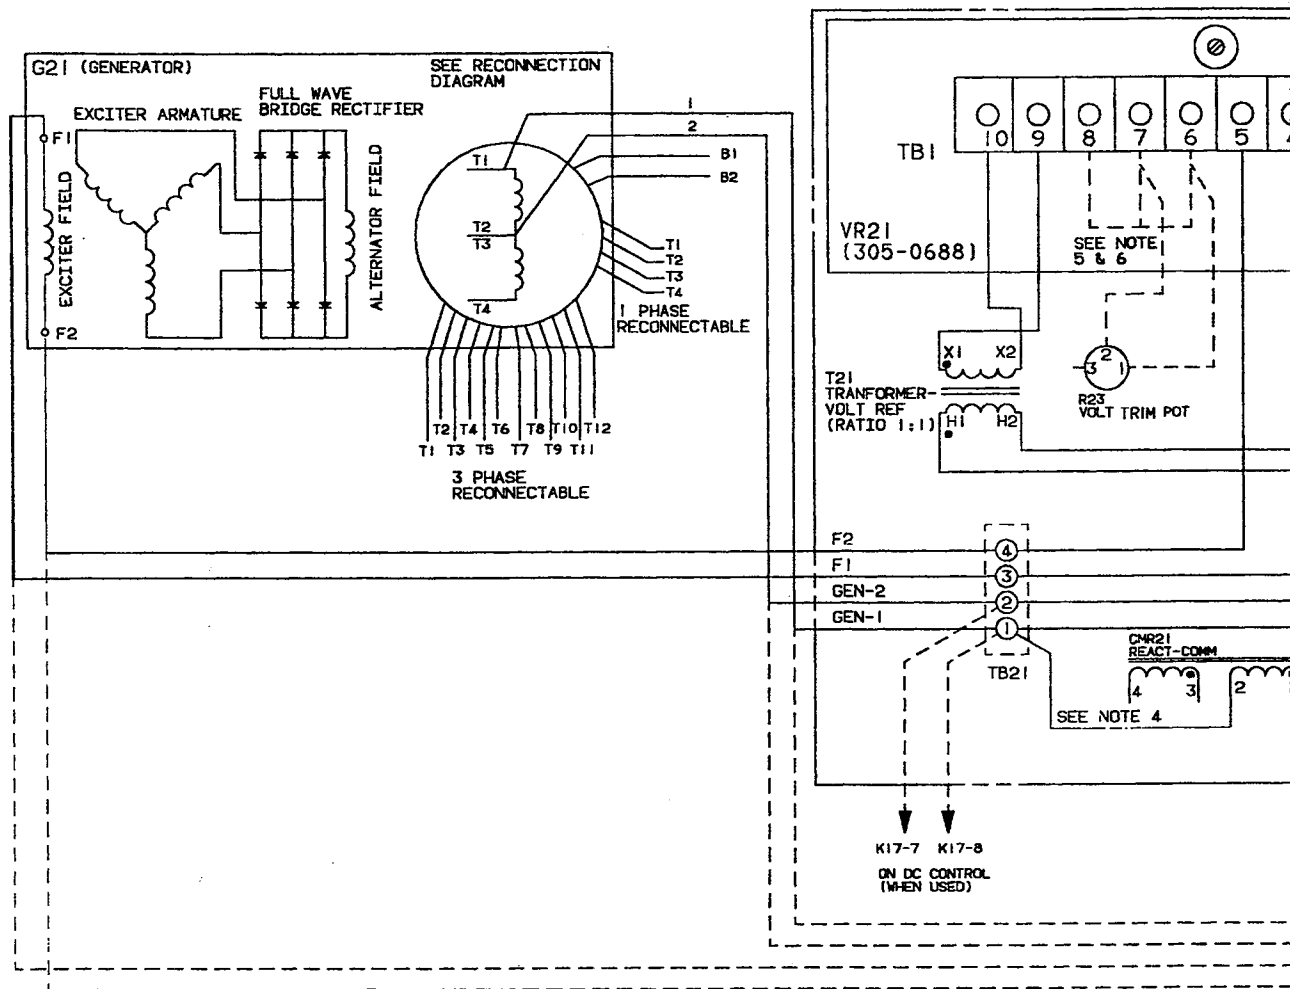 G21 (GENERATOR)
SEE RECONNECTION
DIAGRAM
FULL WAVE
BRIDGE RECTIFIER
EXCITER ARMATURE
F1
EXCITER FIELD
F2
ALTERNATOR FIELD
1
2
B1
B2
T1
T2
T3
T4
T1
T2
T3
T4
1 PHASE
RECONNECTABLE
T2 T4 T6 T8 T10 T12
T1 T3 T5 T7 T9 T11
3 PHASE
RECONNECTABLE
TB1
10 9 8 7 6 5
VR21
(305-0688)
SEE NOTE
5 & 6
X1 X2
T21
TRANFORMER-
VOLT REF
(RATIO 1:1)
H1 H2
2
3 1
R23
VOLT TRIM POT
F2
4
F1
3
GEN-2
2
GEN-1
1
TB21
CMR21
REACT-COMM
4 3 2
SEE NOTE 4
K17-7 K17-8
ON DC CONTROL
(WHEN USED)